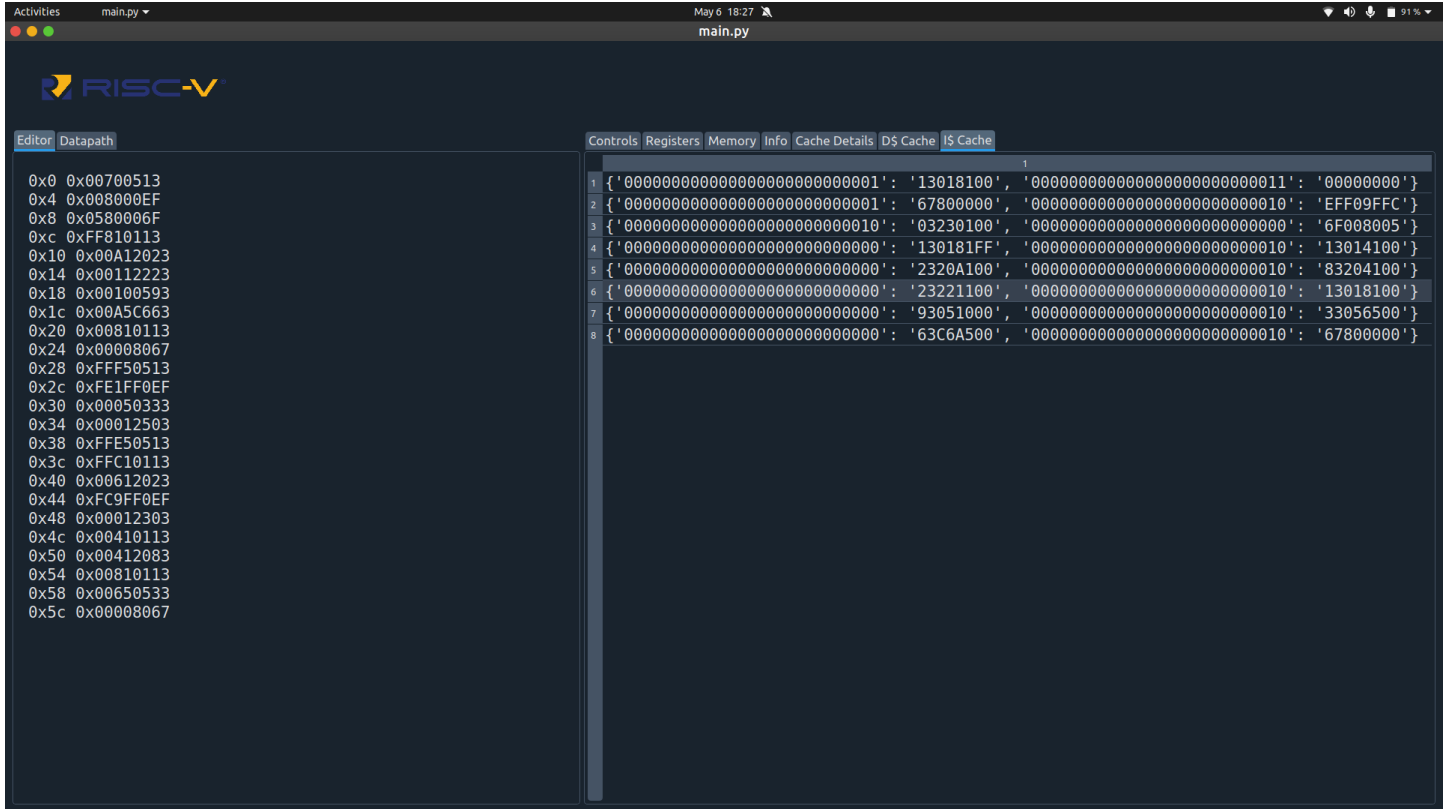 Activities main.py May 6 18:27 91 %
main.py
RISC-V
Editor Datapath
0x0 0x00700513
0x4 0x008000EF
0x8 0x0580006F
0xc 0xFF810113
0x10 0x00A12023
0x14 0x00112223
0x18 0x00100593
0x1c 0x00A5C663
0x20 0x00810113
0x24 0x00008067
0x28 0xFFF50513
0x2c 0xFE1FF0EF
0x30 0x00050333
0x34 0x00012503
0x38 0xFFE50513
0x3c 0xFFC10113
0x40 0x00612023
0x44 0xFC9FF0EF
0x48 0x00012303
0x4c 0x00410113
0x50 0x00412083
0x54 0x00810113
0x58 0x00650533
0x5c 0x00008067
Controls Registers Memory Info Cache Details D$ Cache I$ Cache
1
1 {'000000000000000000000000001': '13018100', '000000000000000000000000011': '00000000'}
2 {'000000000000000000000000001': '67800000', '000000000000000000000000010': 'EFF09FFC'}
3 {'000000000000000000000000010': '03230100', '000000000000000000000000000': '6F008005'}
4 {'000000000000000000000000000': '130181FF', '000000000000000000000000010': '13014100'}
5 {'000000000000000000000000000': '2320A100', '000000000000000000000000010': '83204100'}
6 {'000000000000000000000000000': '23221100', '000000000000000000000000010': '13018100'}
7 {'000000000000000000000000000': '93051000', '000000000000000000000000010': '33056500'}
8 {'000000000000000000000000000': '63C6A500', '000000000000000000000000010': '67800000'}